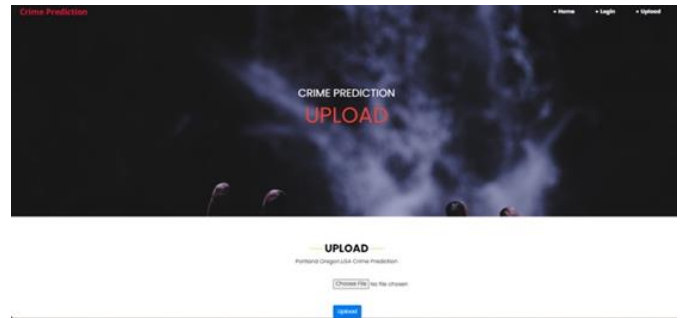 Crime Prediction
• Home • Login • Upload
CRIME PREDICTION
UPLOAD
UPLOAD
Portland Oregon,USA Crime Prediction
Choose File No file chosen
Upload